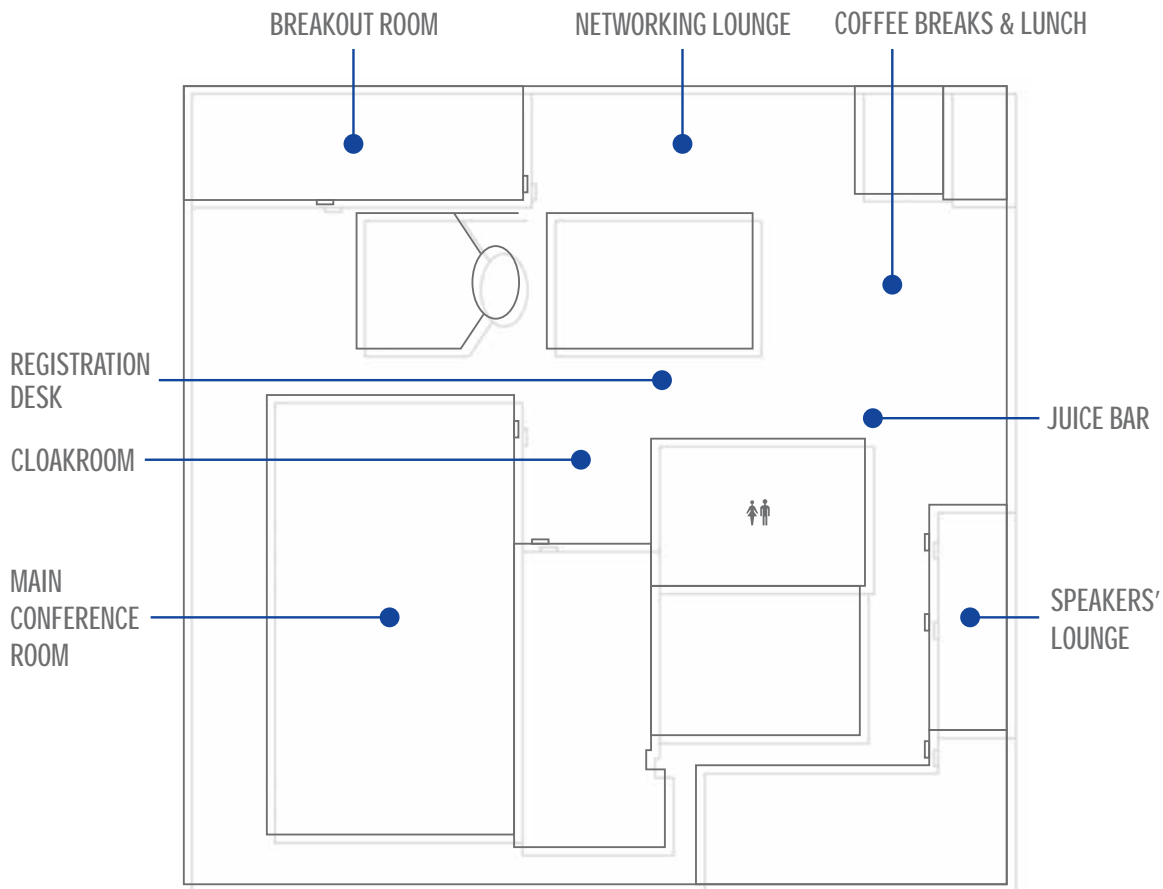 BREAKOUT ROOM
NETWORKING LOUNGE
COFFEE BREAKS & LUNCH
REGISTRATION
DESK
CLOAKROOM
JUICE BAR
MAIN
CONFERENCE
ROOM
SPEAKERS'
LOUNGE